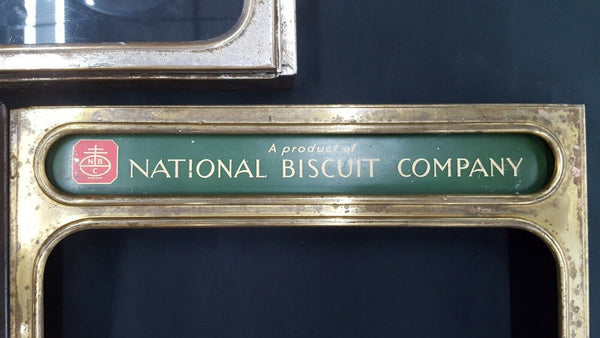 A product of
N B
C
NATIONAL BISCUIT COMPANY